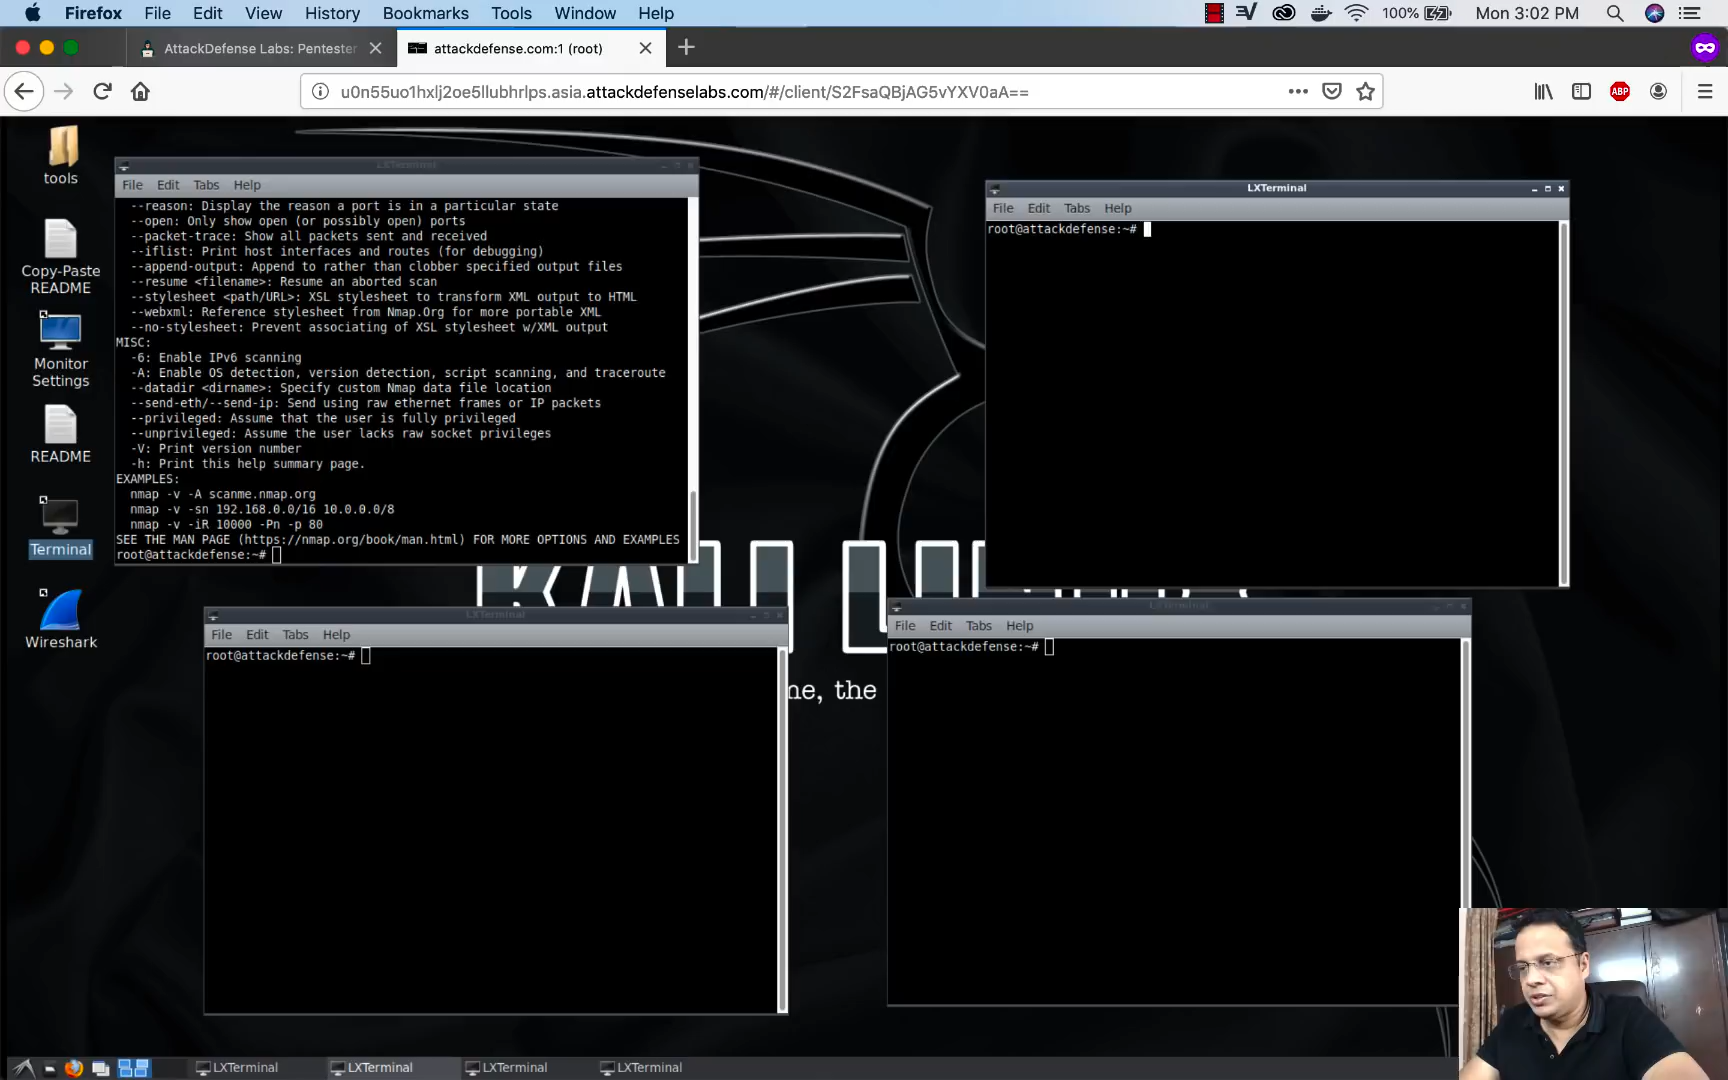 Firefox File Edit View History Bookmarks Tools Window Help 100% Mon 3:02 PM
AttackDefense Labs: Pentester
attackdefense.com:1 (root)
u0n55uo1hxlj2oe5llubhrlps.asia.attackdefenselabs.com/#/client/S2FsaQBjAG5vYXV0aA==
ABP
tools
Copy-Paste
README
Monitor
Settings
README
Terminal
Wireshark
LXTerminal
File Edit Tabs Help
--reason: Display the reason a port is in a particular state
--open: Only show open (or possibly open) ports
--packet-trace: Show all packets sent and received
--iflist: Print host interfaces and routes (for debugging)
--append-output: Append to rather than clobber specified output files
--resume <filename>: Resume an aborted scan
--stylesheet <path/URL>: XSL stylesheet to transform XML output to HTML
--webxml: Reference stylesheet from Nmap.Org for more portable XML
--no-stylesheet: Prevent associating of XSL stylesheet w/XML output
MISC:
-6: Enable IPv6 scanning
-A: Enable OS detection, version detection, script scanning, and traceroute
--datadir <dirname>: Specify custom Nmap data file location
--send-eth/--send-ip: Send using raw ethernet frames or IP packets
--privileged: Assume that the user is fully privileged
--unprivileged: Assume the user lacks raw socket privileges
-V: Print version number
-h: Print this help summary page.
EXAMPLES:
nmap -v -A scanme.nmap.org
nmap -v -sn 192.168.0.0/16 10.0.0.0/8
nmap -v -iR 10000 -Pn -p 80
SEE THE MAN PAGE (https://nmap.org/book/man.html) FOR MORE OPTIONS AND EXAMPLES
root@attackdefense:~#
LXTerminal
File Edit Tabs Help
root@attackdefense:~#
LXTerminal
File Edit Tabs Help
root@attackdefense:~#
LXTerminal
File Edit Tabs Help
root@attackdefense:~#
the
LXTerminal LXTerminal LXTerminal LXTerminal